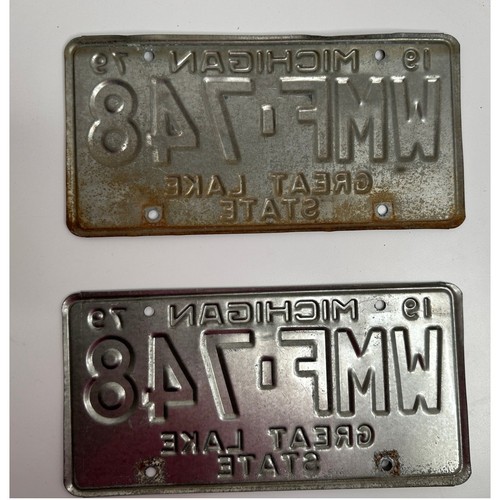 19 MICHIGAN 79
WMF·748
GREAT LAKE
STATE
19 MICHIGAN 79
WMF·748
GREAT LAKE
STATE